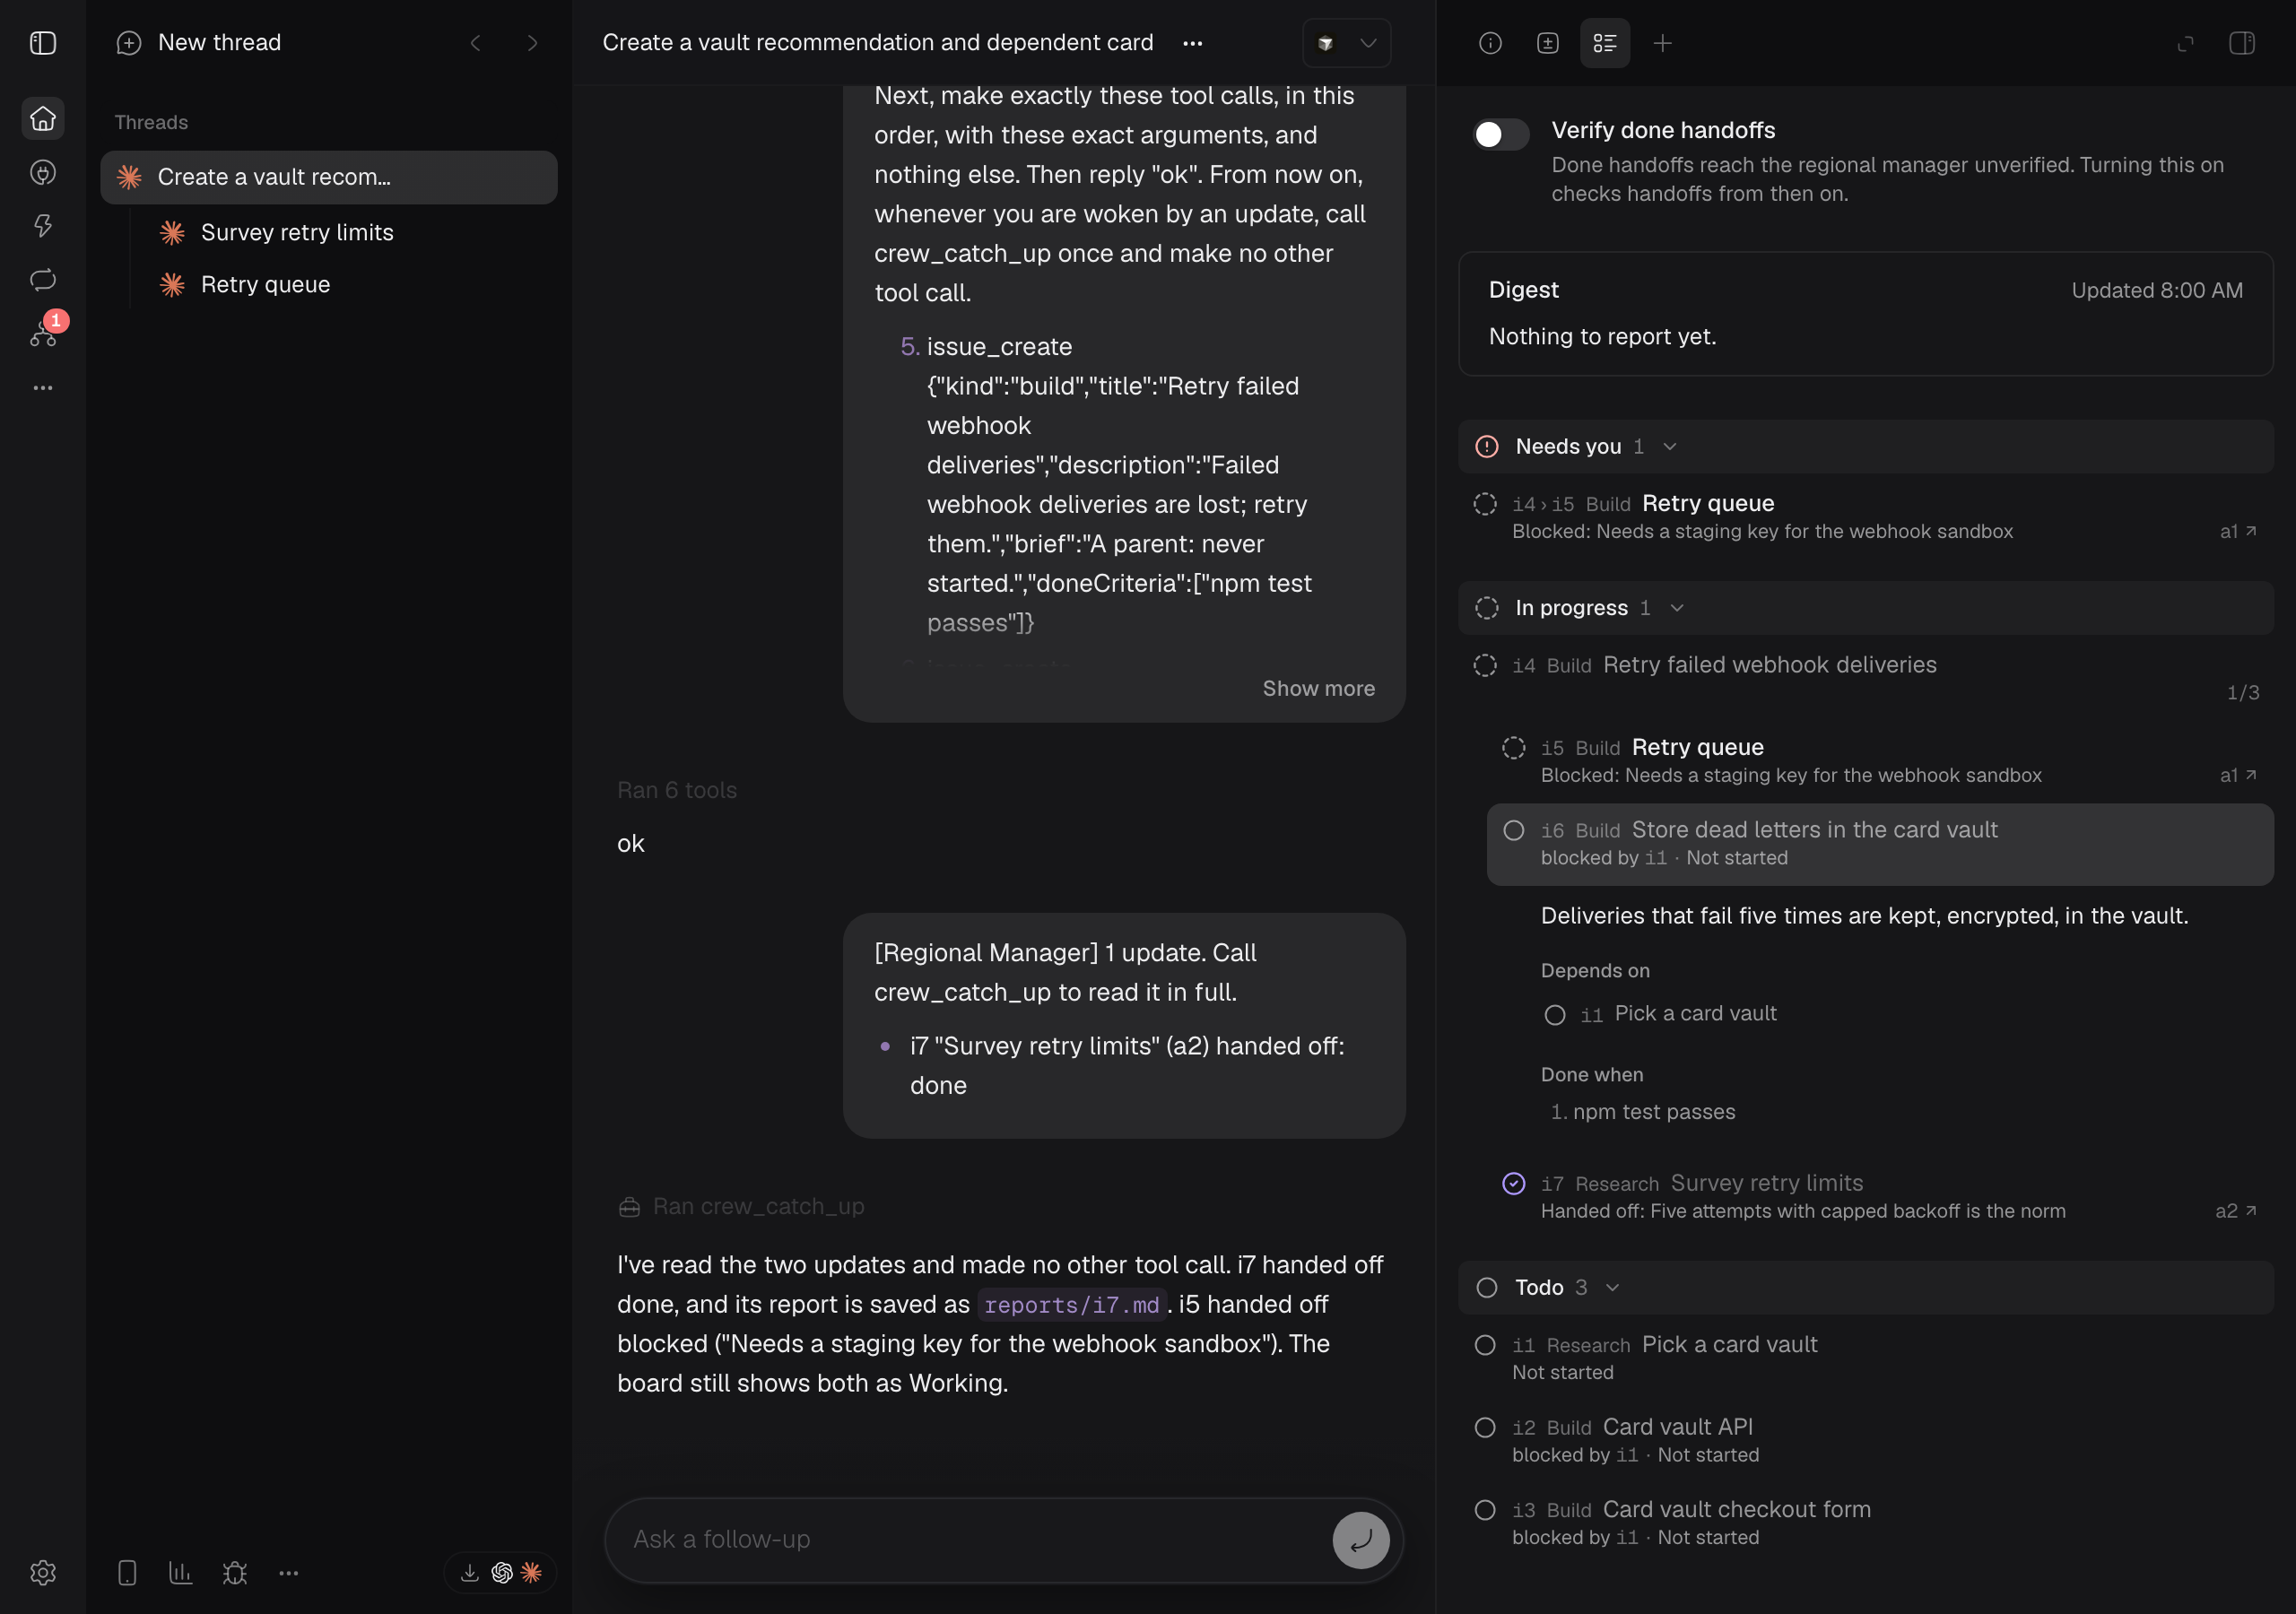 New thread
Threads
Create a vault recom...
Survey retry limits
Retry queue
1
Create a vault recommendation and dependent card
Next, make exactly these tool calls, in this
order, with these exact arguments, and
nothing else. Then reply "ok". From now on,
whenever you are woken by an update, call
crew_catch_up once and make no other
tool call.
5. issue_create
{"kind":"build","title":"Retry failed
webhook
deliveries","description":"Failed
webhook deliveries are lost; retry
them.","brief":"A parent: never
started.","doneCriteria":["npm test
passes"]}
Show more
Ran 6 tools
ok
[Regional Manager] 1 update. Call
crew_catch_up to read it in full.
• i7 "Survey retry limits" (a2) handed off:
done
Ran crew_catch_up
I've read the two updates and made no other tool call. i7 handed off
done, and its report is saved as reports/i7.md. i5 handed off
blocked ("Needs a staging key for the webhook sandbox"). The
board still shows both as Working.
Ask a follow-up
Verify done handoffs
Done handoffs reach the regional manager unverified. Turning this on
checks handoffs from then on.
Digest
Updated 8:00 AM
Nothing to report yet.
Needs you 1
i4 › i5 Build Retry queue
Blocked: Needs a staging key for the webhook sandbox
a1 ↗
In progress 1
i4 Build Retry failed webhook deliveries
1/3
i5 Build Retry queue
Blocked: Needs a staging key for the webhook sandbox
a1 ↗
i6 Build Store dead letters in the card vault
blocked by i1 · Not started
Deliveries that fail five times are kept, encrypted, in the vault.
Depends on
i1 Pick a card vault
Done when
1. npm test passes
i7 Research Survey retry limits
Handed off: Five attempts with capped backoff is the norm
a2 ↗
Todo 3
i1 Research Pick a card vault
Not started
i2 Build Card vault API
blocked by i1 · Not started
i3 Build Card vault checkout form
blocked by i1 · Not started